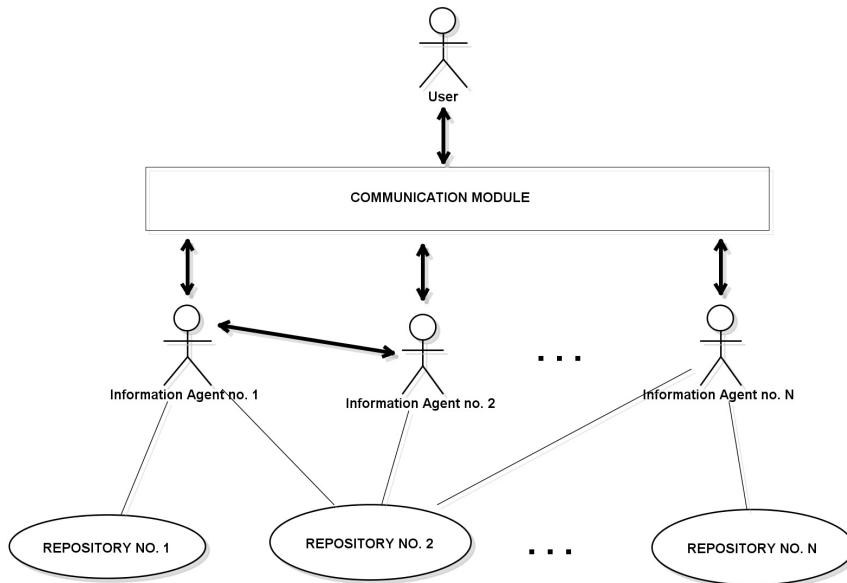 User
COMMUNICATION MODULE
Information Agent no. 1
Information Agent no. 2
. . .
Information Agent no. N
REPOSITORY NO. 1
REPOSITORY NO. 2
. . .
REPOSITORY NO. N